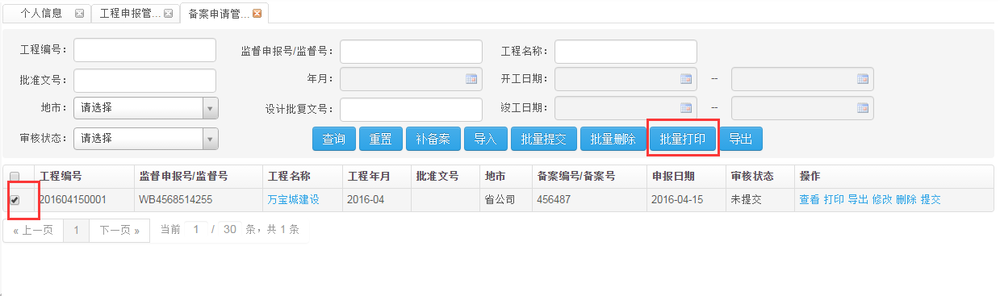 个人信息 工程申报管... 备案申请管...
工程编号： 监督申报号/监督号： 工程名称：
批准文号： 年月： 开工日期： --
地市： 请选择 设计批复文号： 竣工日期： --
审核状态： 请选择 查询 重置 补备案 导入 批量提交 批量删除 批量打印 导出
工程编号 监督申报号/监督号 工程名称 工程年月 批准文号 地市 备案编号/备案号 申报日期 审核状态 操作
201604150001 WB4568514255 万宝城建设 2016-04 省公司 456487 2016-04-15 未提交 查看 打印 导出 修改 删除 提交
« 上一页 1 下一页 » 当前 1 / 30 条，共 1 条